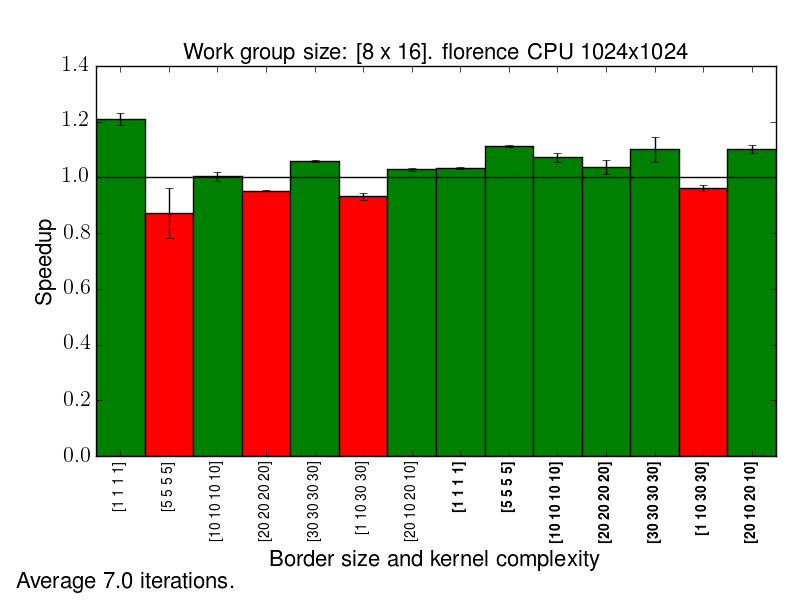 Work group size: [8 x 16]. florence CPU 1024x1024
1.4
1.2
1.0
0.8
0.6
0.4
0.2
0.0
Speedup
[1 1 1 1]
[5 5 5 5]
[10 10 10 10]
[20 20 20 20]
[30 30 30 30]
[1 10 30 30]
[20 10 20 10]
[1 1 1 1]
[5 5 5 5]
[10 10 10 10]
[20 20 20 20]
[30 30 30 30]
[1 10 30 30]
[20 10 20 10]
Border size and kernel complexity
Average 7.0 iterations.